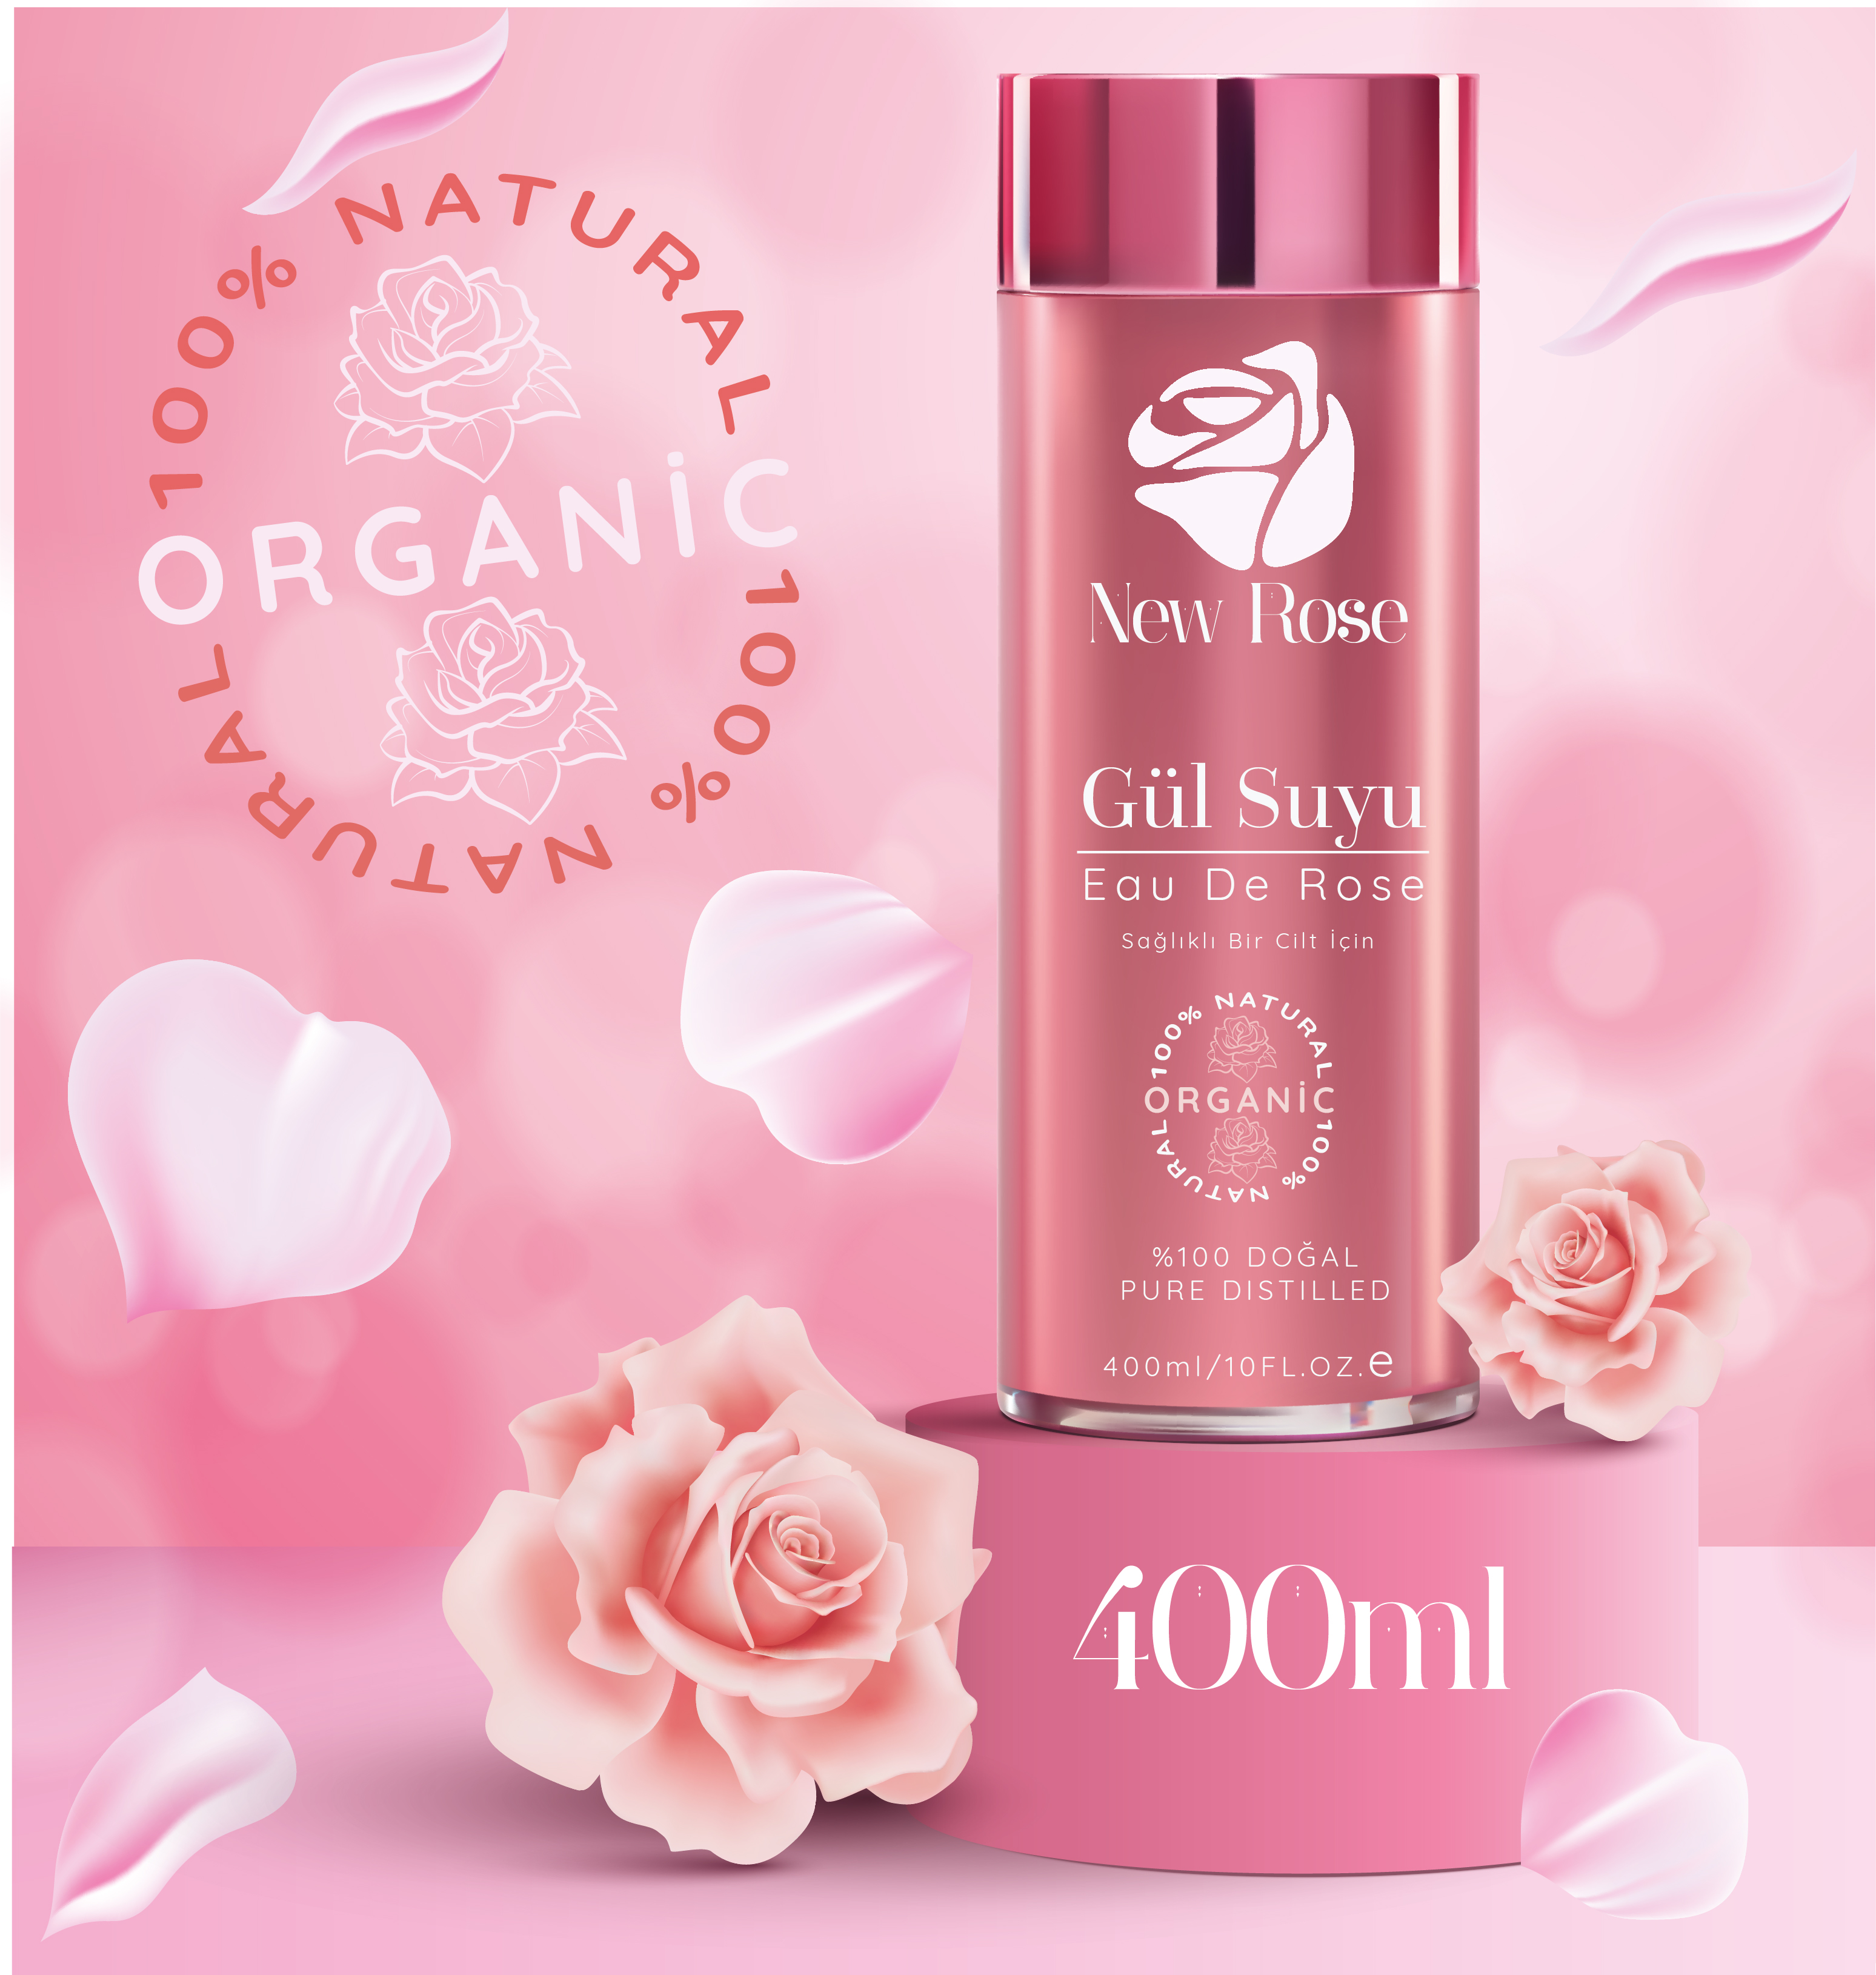 100% NATURAL
ORGANİC
100% NATURAL
New Rose
Gül Suyu
Eau De Rose
Sağlıklı Bir Cilt İçin
100% NATURAL
ORGANİC
100% NATURAL
%100 DOĞAL
PURE DISTILLED
400ml/10FL.OZ.e
400ml